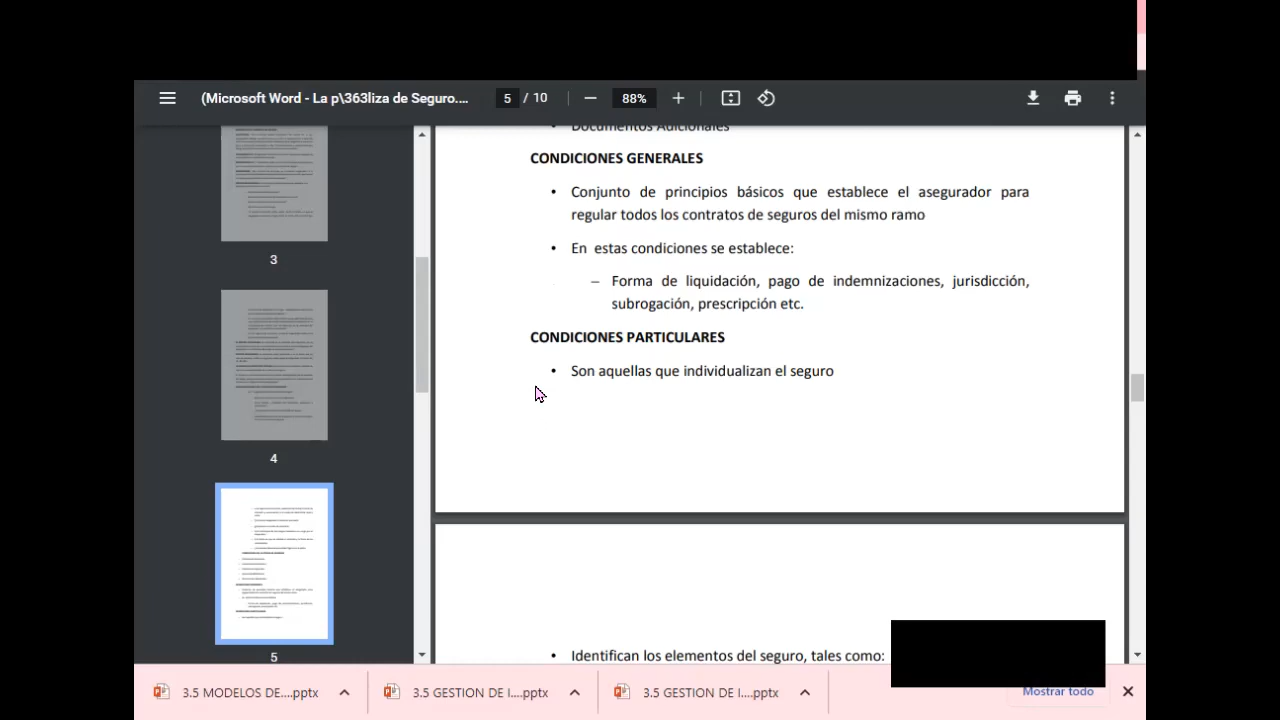 (Microsoft Word - La p\363liza de Seguro.... 5 / 10 88%
Documentos Adicionales
CONDICIONES GENERALES
• Conjunto de principios básicos que establece el asegurador para
regular todos los contratos de seguros del mismo ramo
• En estas condiciones se establece:
– Forma de liquidación, pago de indemnizaciones, jurisdicción,
subrogación, prescripción etc.
CONDICIONES PARTICULARES
• Son aquellas que individualizan el seguro
• Identifican los elementos del seguro, tales como:
3
4
5
3.5 MODELOS DE....pptx 3.5 GESTION DE I....pptx 3.5 GESTION DE I....pptx Mostrar todo